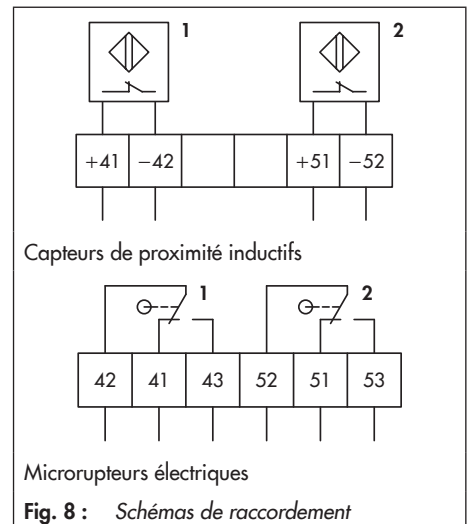 1 2
+41 −42 +51 −52
Capteurs de proximité inductifs
1 2
42 41 43 52 51 53
Microrupteurs électriques
Fig. 8 : Schémas de raccordement